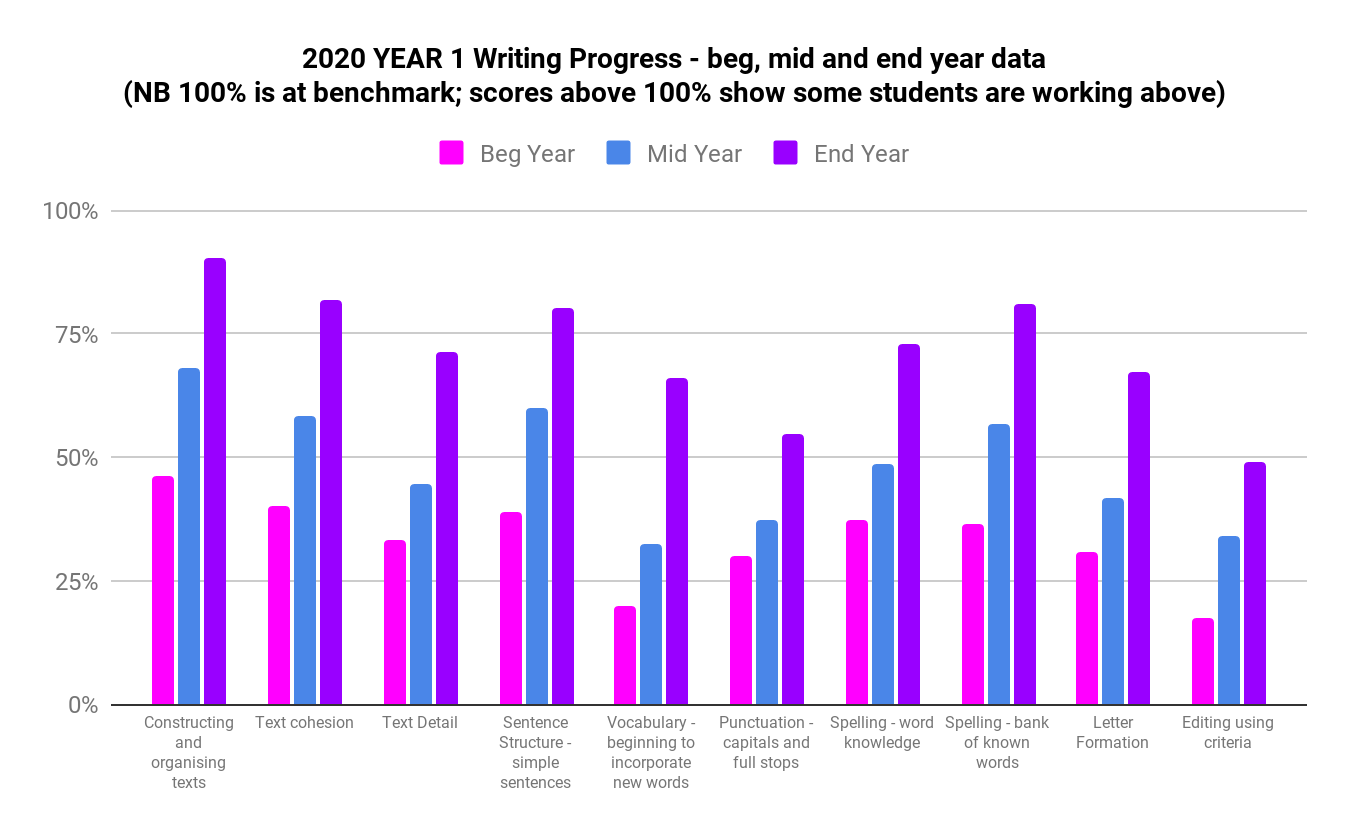 2020 YEAR 1 Writing Progress - beg, mid and end year data
(NB 100% is at benchmark; scores above 100% show some students are working above)
Beg Year Mid Year End Year
100%
75%
50%
25%
0%
Constructing
and
organising
texts
Text cohesion
Text Detail
Sentence
Structure -
simple
sentences
Vocabulary -
beginning to
incorporate
new words
Punctuation -
capitals and
full stops
Spelling - word
knowledge
Spelling - bank
of known
words
Letter
Formation
Editing using
criteria